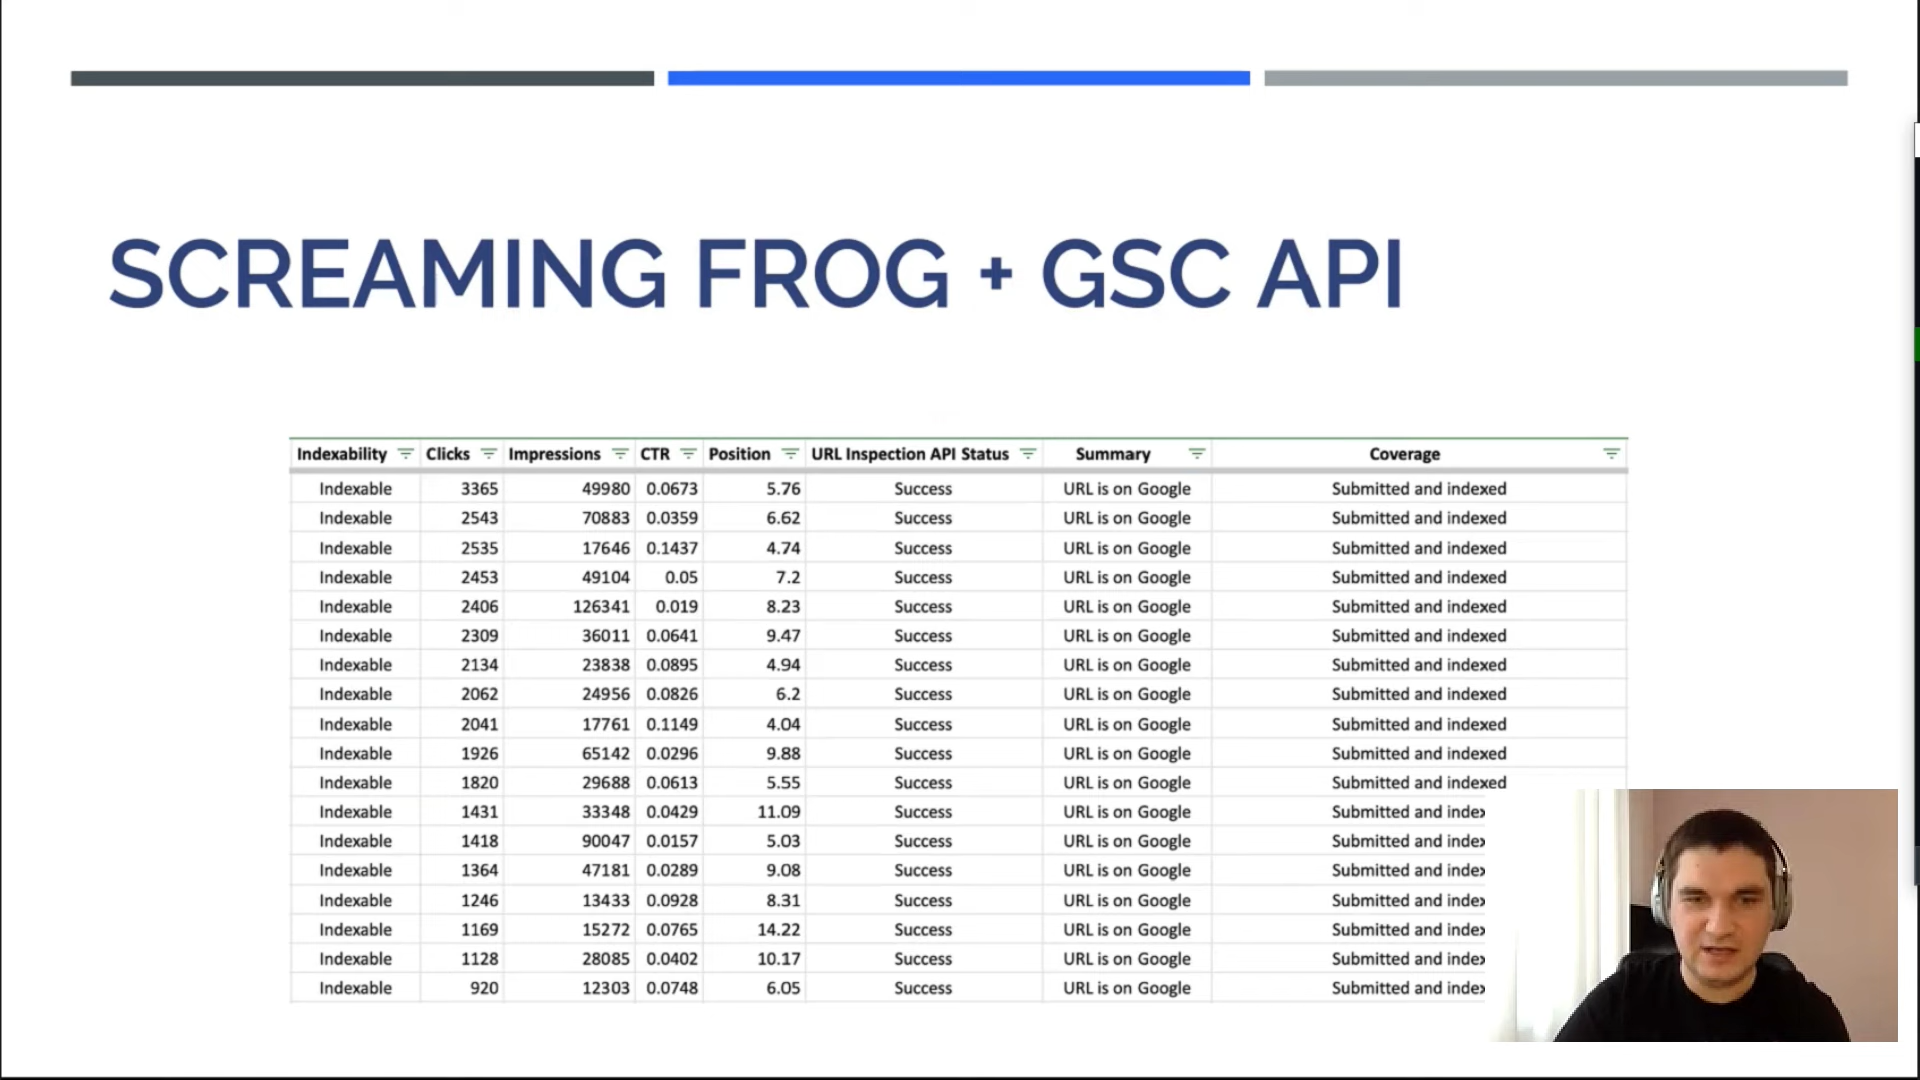 SCREAMING FROG + GSC API
Indexability Clicks Impressions CTR Position URL Inspection API Status Summary Coverage
Indexable 3365 49980 0.0673 5.76 Success URL is on Google Submitted and indexed
Indexable 2543 70883 0.0359 6.62 Success URL is on Google Submitted and indexed
Indexable 2535 17646 0.1437 4.74 Success URL is on Google Submitted and indexed
Indexable 2453 49104 0.05 7.2 Success URL is on Google Submitted and indexed
Indexable 2406 126341 0.019 8.23 Success URL is on Google Submitted and indexed
Indexable 2309 36011 0.0641 9.47 Success URL is on Google Submitted and indexed
Indexable 2134 23838 0.0895 4.94 Success URL is on Google Submitted and indexed
Indexable 2062 24956 0.0826 6.2 Success URL is on Google Submitted and indexed
Indexable 2041 17761 0.1149 4.04 Success URL is on Google Submitted and indexed
Indexable 1926 65142 0.0296 9.88 Success URL is on Google Submitted and indexed
Indexable 1820 29688 0.0613 5.55 Success URL is on Google Submitted and indexed
Indexable 1431 33348 0.0429 11.09 Success URL is on Google Submitted and index
Indexable 1418 90047 0.0157 5.03 Success URL is on Google Submitted and index
Indexable 1364 47181 0.0289 9.08 Success URL is on Google Submitted and index
Indexable 1246 13433 0.0928 8.31 Success URL is on Google Submitted and index
Indexable 1169 15272 0.0765 14.22 Success URL is on Google Submitted and index
Indexable 1128 28085 0.0402 10.17 Success URL is on Google Submitted and index
Indexable 920 12303 0.0748 6.05 Success URL is on Google Submitted and index